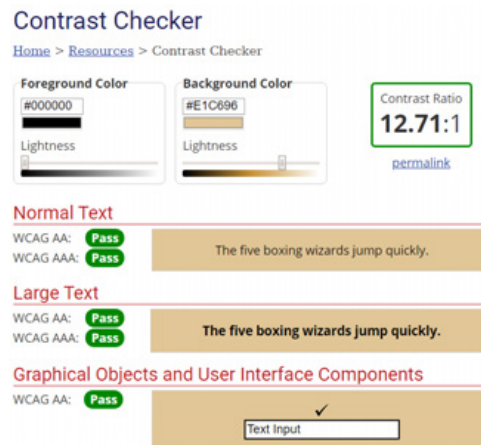 Contrast Checker
Home > Resources > Contrast Checker
Foreground Color
#000000
Lightness
Background Color
#E1C696
Lightness
Contrast Ratio
12.71:1
permalink
Normal Text
WCAG AA: Pass
WCAG AAA: Pass
The five boxing wizards jump quickly.
Large Text
WCAG AA: Pass
WCAG AAA: Pass
The five boxing wizards jump quickly.
Graphical Objects and User Interface Components
WCAG AA: Pass
✓
Text Input